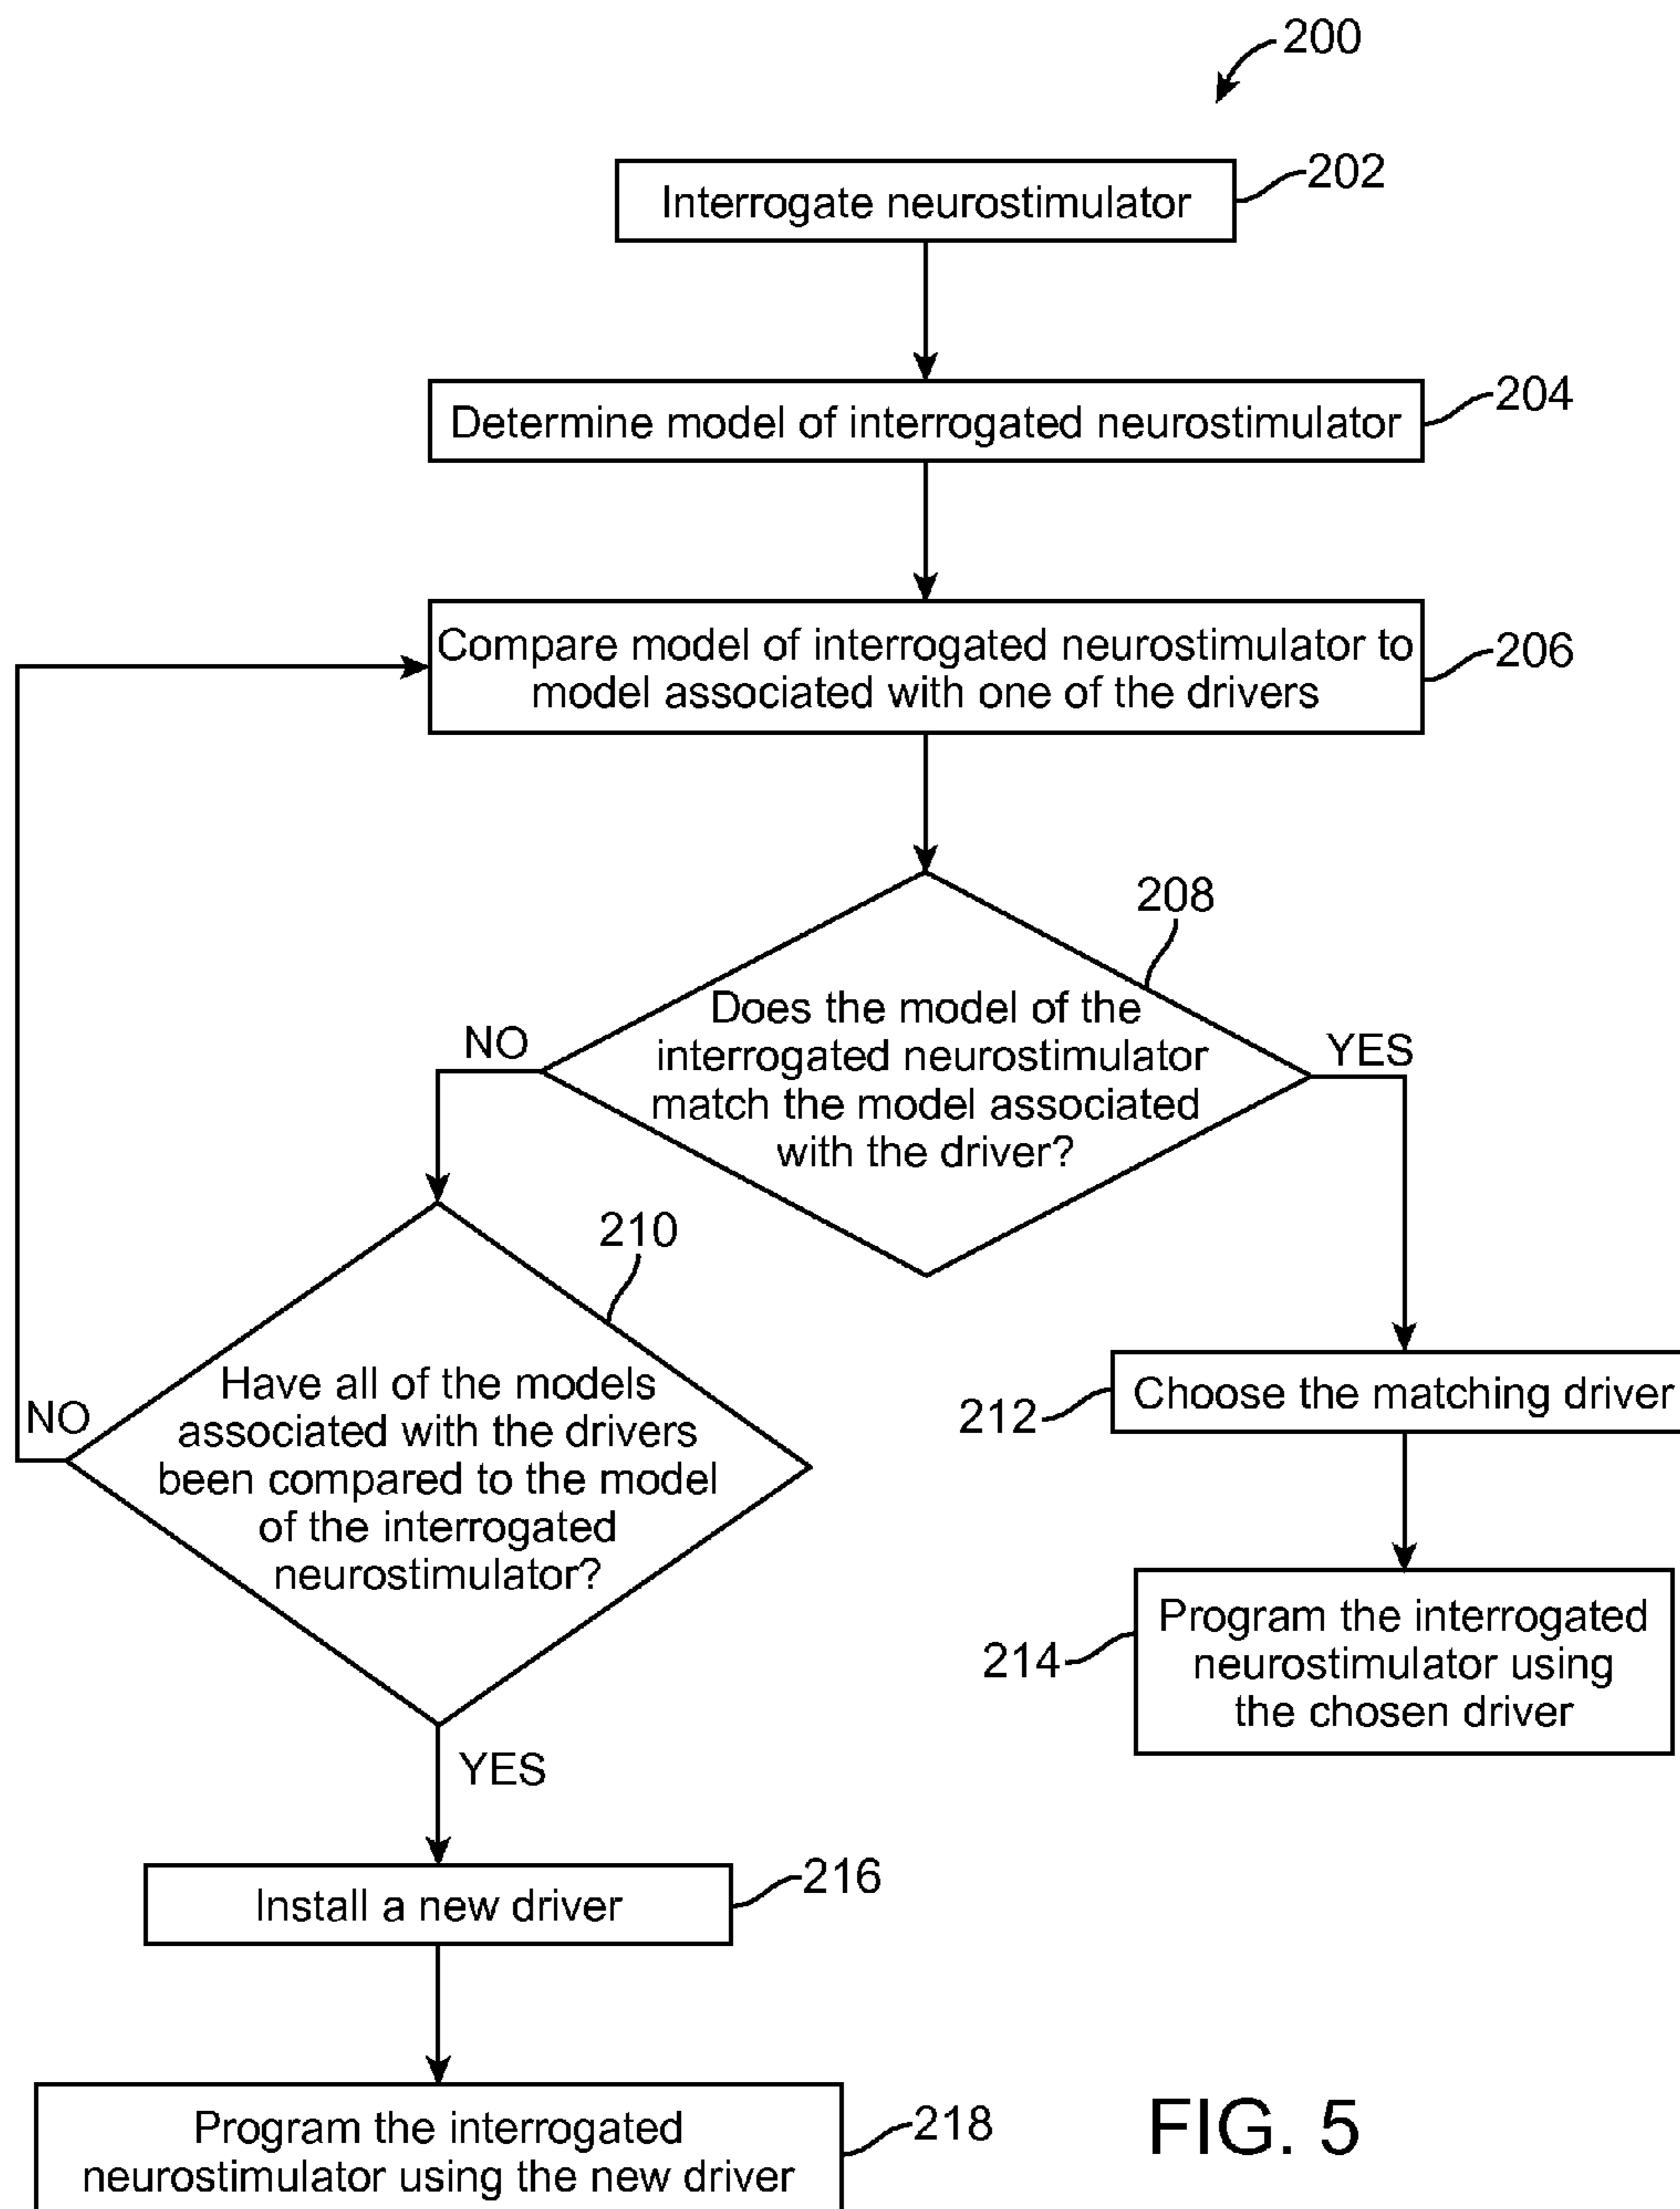 200
Interrogate neurostimulator
202
Determine model of interrogated neurostimulator
204
Compare model of interrogated neurostimulator to
model associated with one of the drivers
206
208
Does the model of the
interrogated neurostimulator
match the model associated
with the driver?
NO
YES
210
Have all of the models
associated with the drivers
been compared to the model
of the interrogated
neurostimulator?
NO
YES
212
Choose the matching driver
214
Program the interrogated
neurostimulator using
the chosen driver
Install a new driver
216
Program the interrogated
neurostimulator using the new driver
218
FIG. 5